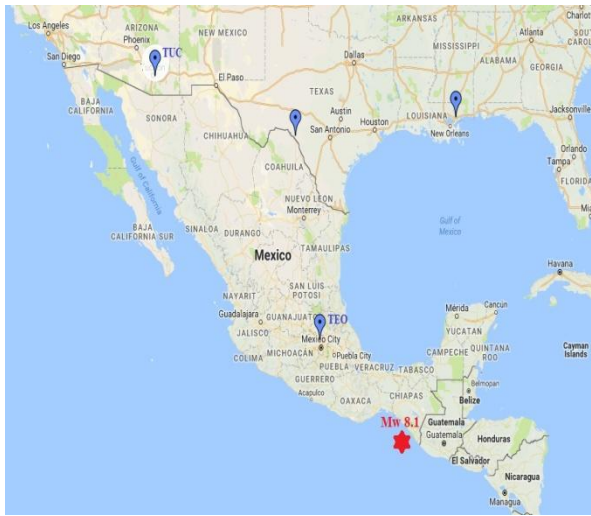 Los Angeles
ARIZONA
Phoenix
TUC
NEW MEXICO
Dallas
ARKANSAS
MISSISSIPPI
Atlanta
Charlot
SOUT
CAROL
San Diego
ALABAMA
GEORGIA
El Paso
TEXAS
BAJA
CALIFORNIA
SONORA
Austin
Houston
LOUISIANA
Jacksonville
CHIHUAHUA
San Antonio
New Orleans
Gulf of California
COAHUILA
Orlando
Tampa
FLORIDA
NUEVO LEON
Monterrey
Gulf of
Mexico
Mia
BAJA
CALIFORNIA SUR
SINALOA
DURANGO
Mexico
TAMAULIPAS
Havana
SAN LUIS
POTOSI
NAYARIT
Guadalajara
GUANAJUATO
TEO
Mérida
Cancun
JALISCO
Mexico City
YUCATAN
COLIMA
MICHOACÁN
Puebla City
CAMPECHE
QUINTANA
ROO
Cayman
Islands
PUEBLA
VERACRUZ
TABASCO
GUERRERO
Belmopan
Acapulco
OAXACA
CHIAPAS
Belize
Mw 8.1
Guatemala
Guatemala
Honduras
El Salvador
Nicaragua
Managua